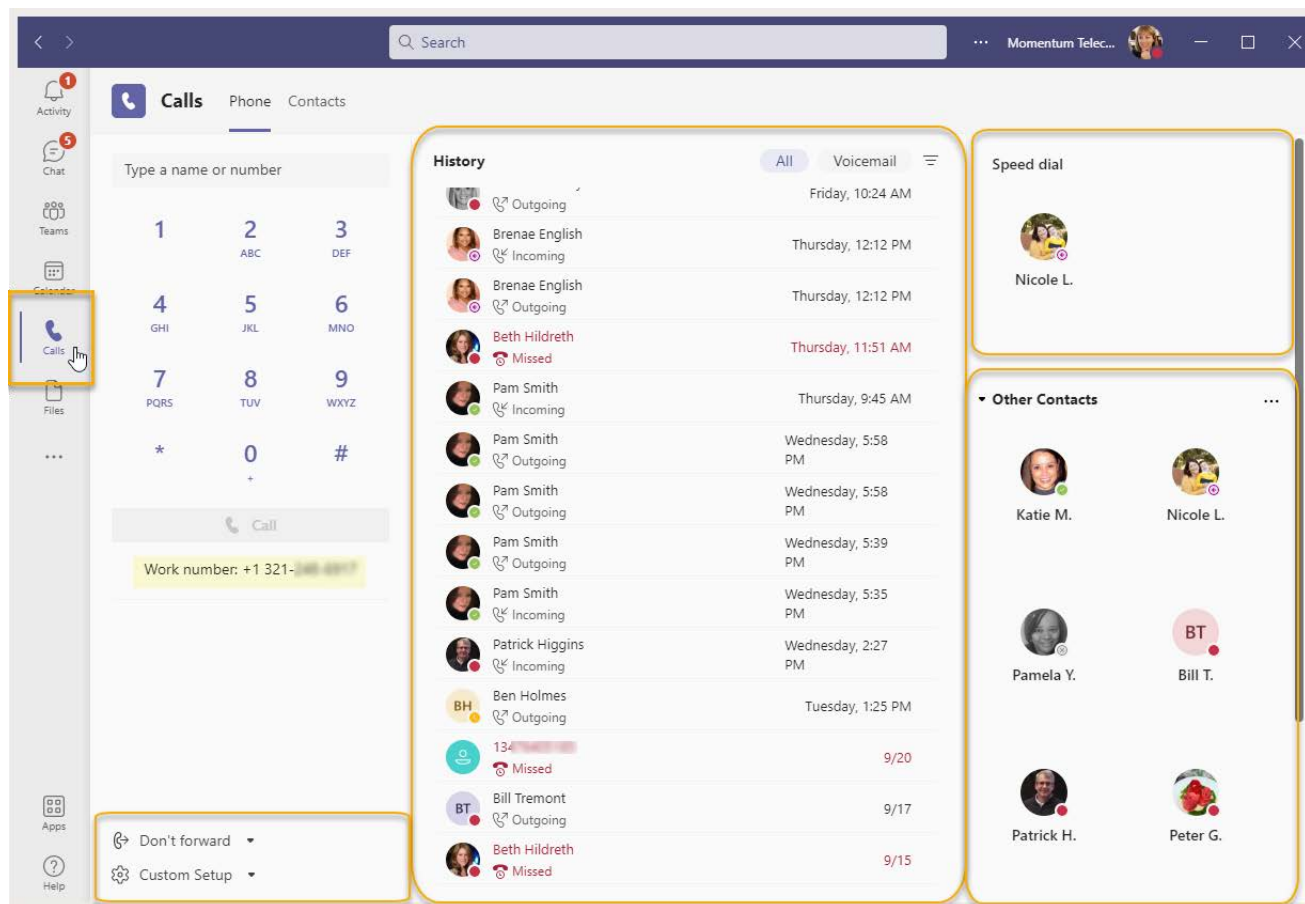 Search
Momentum Telec...
1
Activity
5
Chat
Teams
Calendar
Calls
Files
Apps
Help
Calls
Phone
Contacts
Type a name or number
1
2
3
ABC
DEF
4
5
6
GHI
JKL
MNO
7
8
9
PQRS
TUV
WXYZ
*
0
#
+
Call
Work number: +1 321-
Don't forward
Custom Setup
History
All
Voicemail
Outgoing
Friday, 10:24 AM
Brenae English
Incoming
Thursday, 12:12 PM
Brenae English
Outgoing
Thursday, 12:12 PM
Beth Hildreth
Missed
Thursday, 11:51 AM
Pam Smith
Incoming
Thursday, 9:45 AM
Pam Smith
Outgoing
Wednesday, 5:58
PM
Pam Smith
Outgoing
Wednesday, 5:58
PM
Pam Smith
Outgoing
Wednesday, 5:39
PM
Pam Smith
Incoming
Wednesday, 5:35
PM
Patrick Higgins
Incoming
Wednesday, 2:27
PM
BH
Ben Holmes
Outgoing
Tuesday, 1:25 PM
134
Missed
9/20
BT
Bill Tremont
Outgoing
9/17
Beth Hildreth
Missed
9/15
Speed dial
Nicole L.
Other Contacts
...
Katie M.
Nicole L.
BT
Pamela Y.
Bill T.
Patrick H.
Peter G.